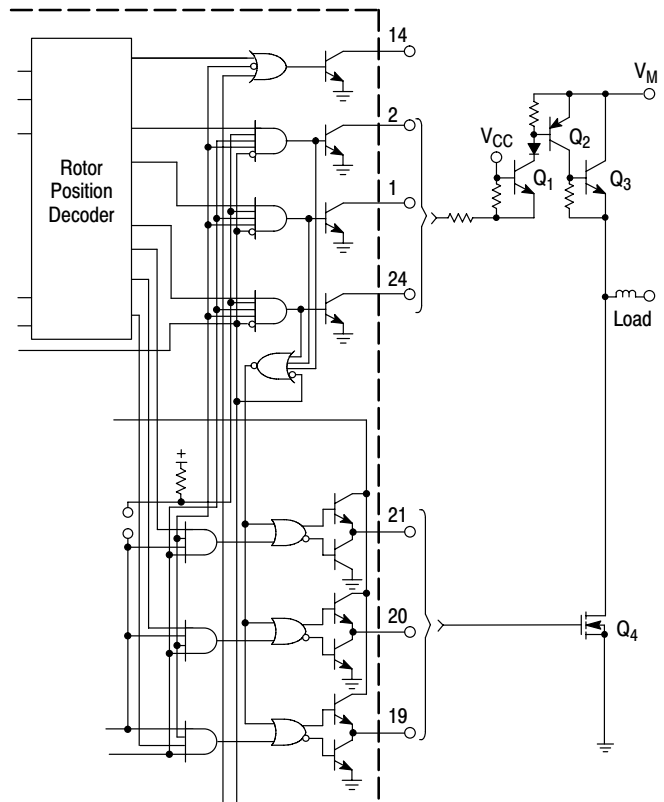 14
V_M
2
V_CC
Q_2
Rotor
Position
Decoder
Q_1
Q_3
1
24
Load
+
21
20
Q_4
19